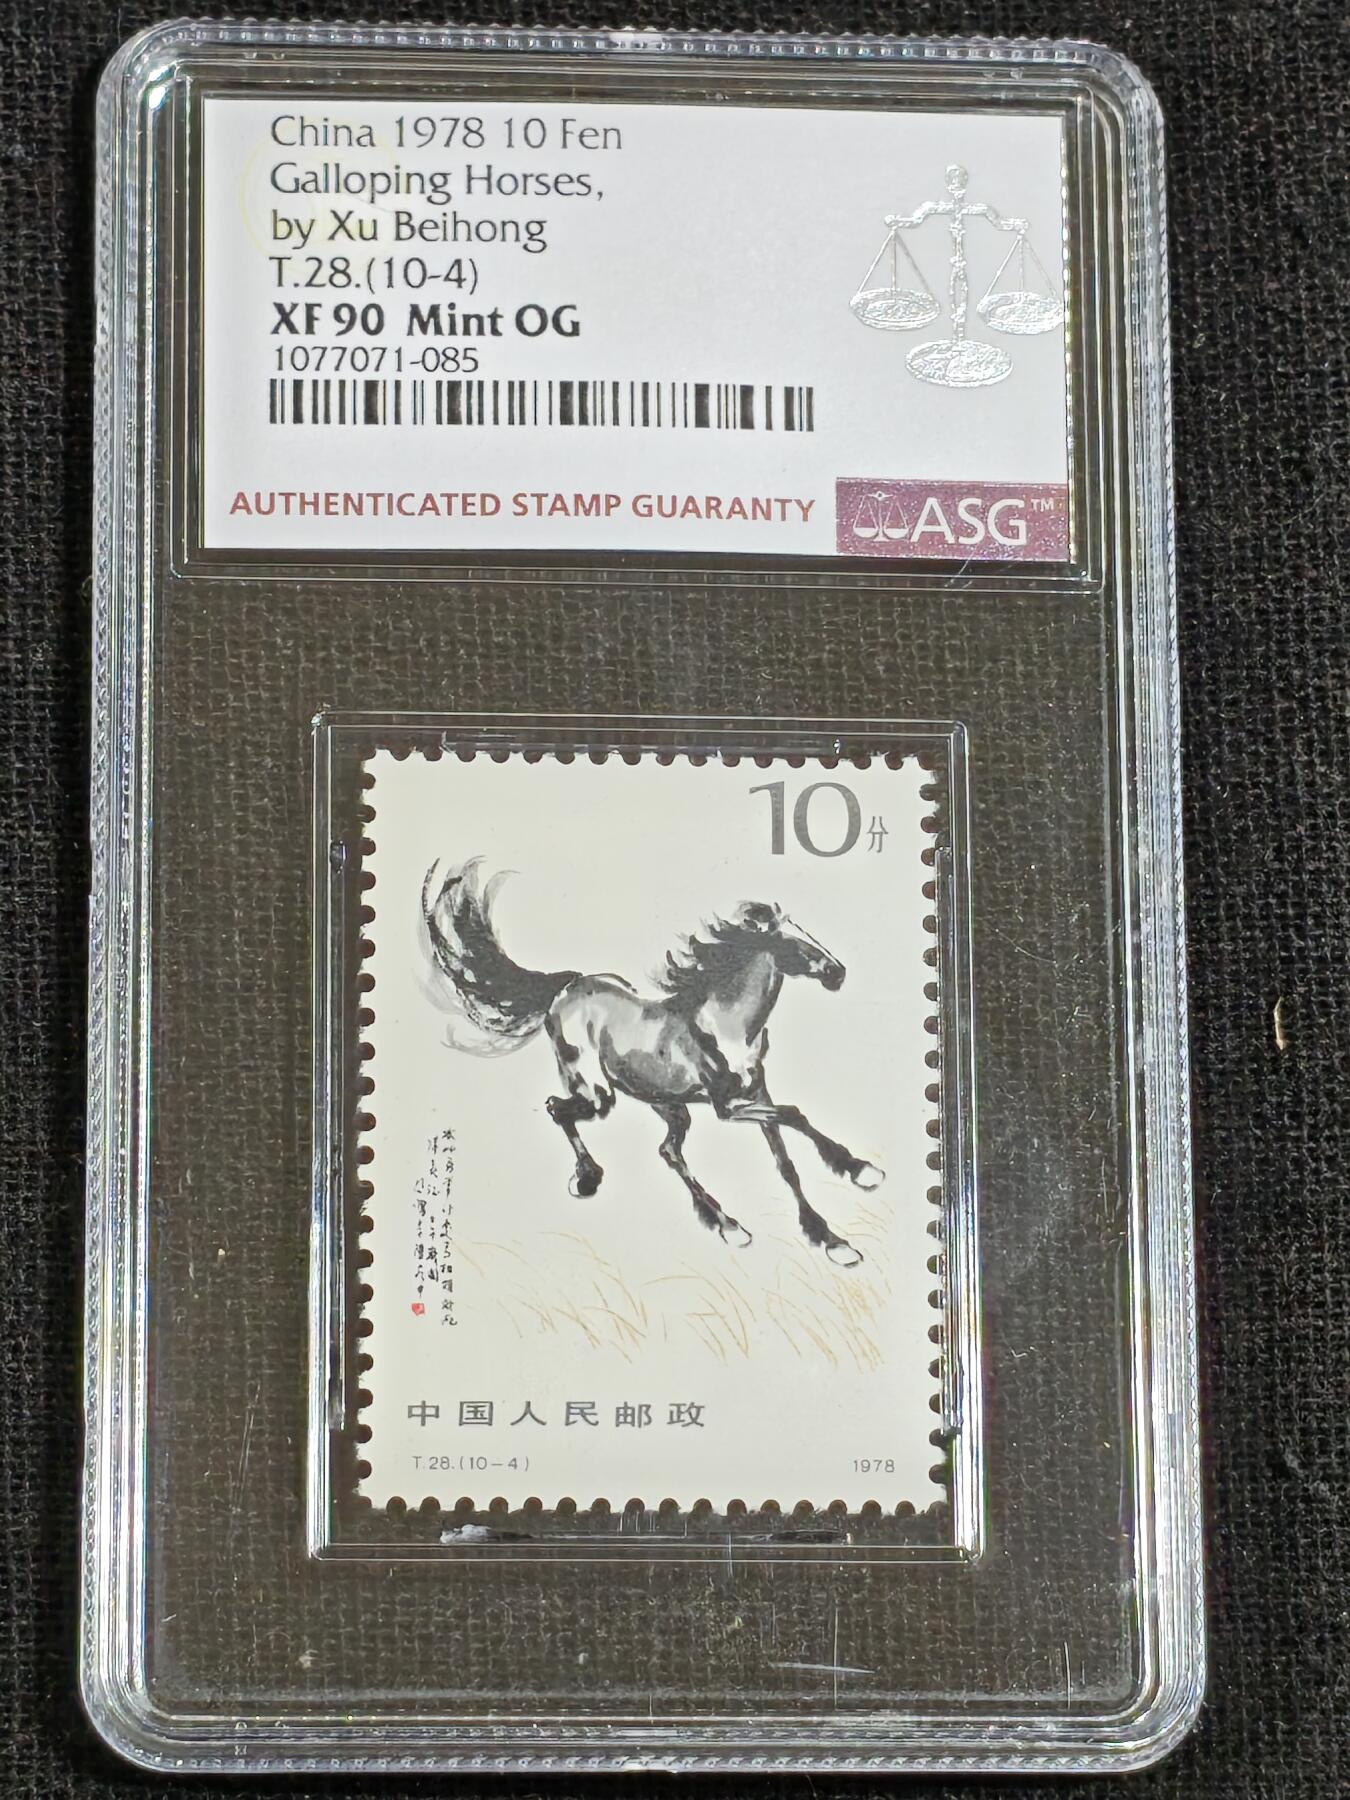 China 1978 10 Fen
Galloping Horses,
by Xu Beihong
T.28.(10-4)
XF 90 Mint OG
1077071-085
AUTHENTICATED STAMP GUARANTY
ASG™
10分
中国人民邮政
T.28.(10-4)
1978